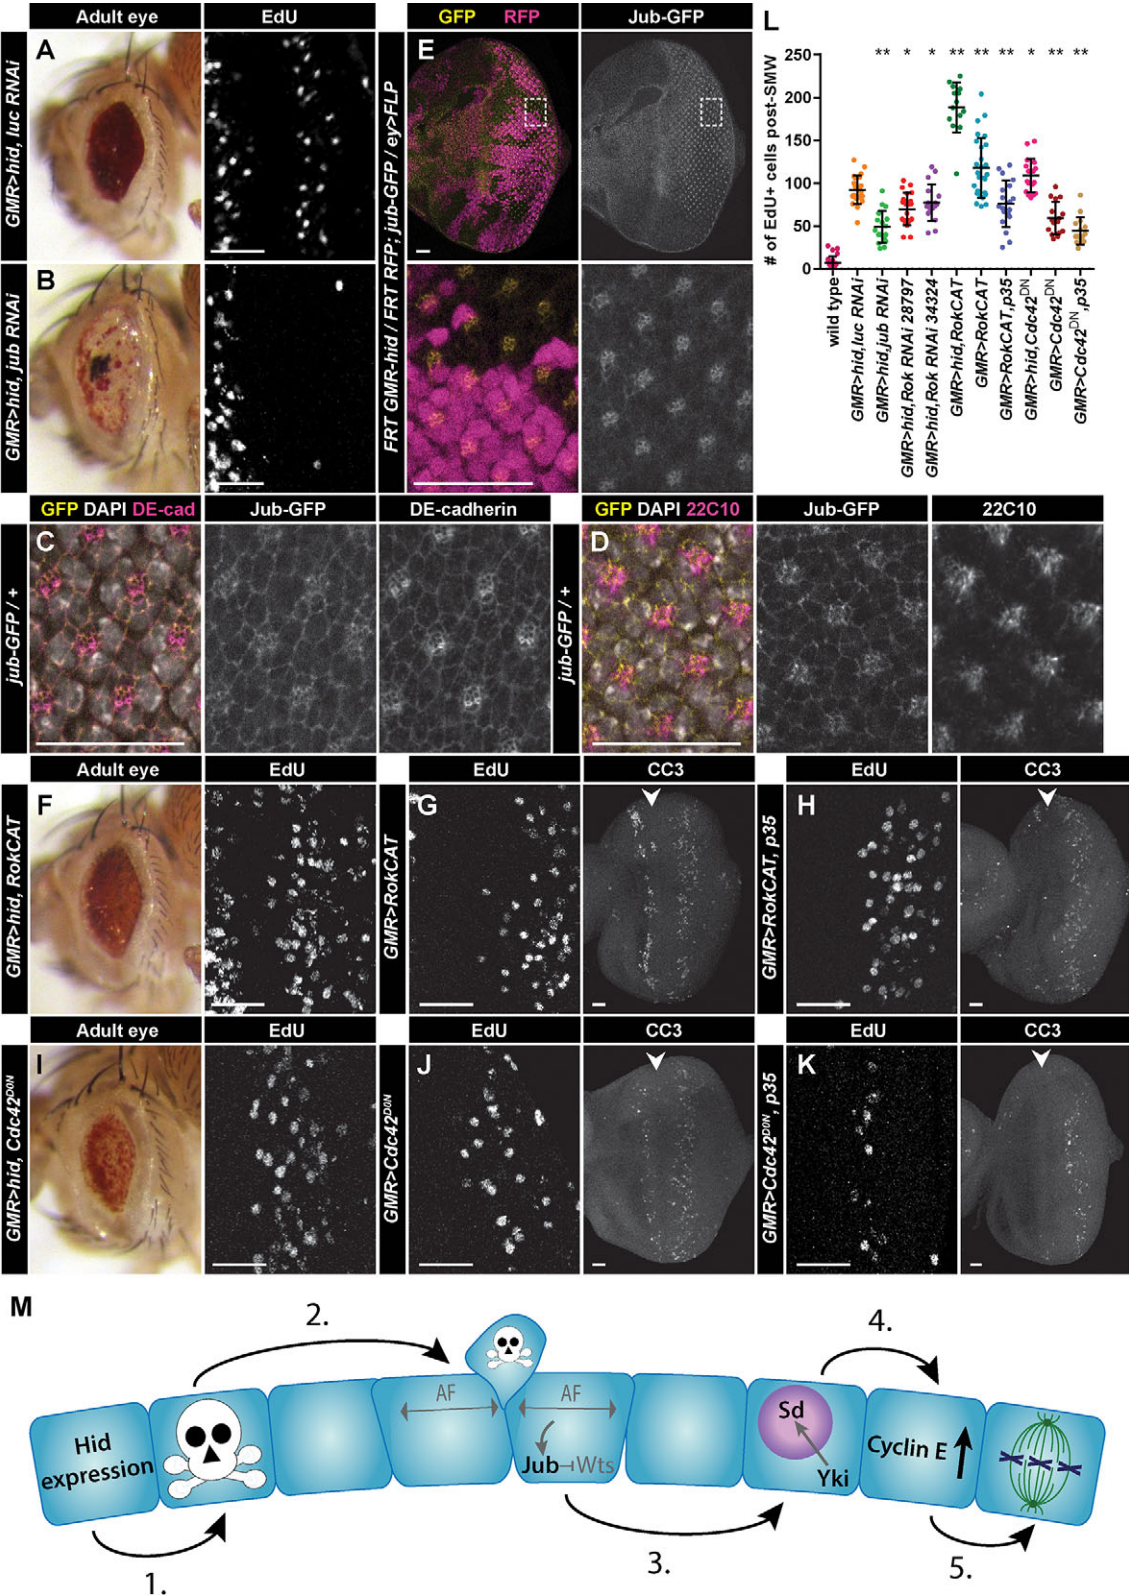 Adult eye
EdU
GFP RFP
Jub-GFP
L
GMR>hid, luc RNAi
A
E
FRT GMR-hid / FRT RFP; jub-GFP / ey>FLP
GMR>hid, jub RNAi
B
# of EdU+ cells post-SMW
250
200
150
100
50
0
** * * ** ** ** * ** **
wild type
GMR>hid,luc RNAi
GMR>hid,jub RNAi
GMR>hid,Rok RNAi 28797
GMR>hid,Rok RNAi 34324
GMR>hid,RokCAT
GMR>RokCAT
GMR>RokCAT,p35
GMR>hid,Cdc42DN
GMR>Cdc42DN
GMR>Cdc42DN,p35
GFP DAPI DE-cad
Jub-GFP
DE-cadherin
GFP DAPI 22C10
Jub-GFP
22C10
jub-GFP / +
C
jub-GFP / +
D
Adult eye
EdU
EdU
CC3
EdU
CC3
GMR>hid, RokCAT
F
GMR>RokCAT
G
GMR>RokCAT, p35
H
Adult eye
EdU
EdU
CC3
EdU
CC3
GMR>hid, Cdc42D0N
I
GMR>Cdc42D0N
J
GMR>Cdc42D0N, p35
K
M
2.
4.
AF
AF
Hid
expression
Jub
Wts
Sd
Yki
Cyclin E
1.
3.
5.